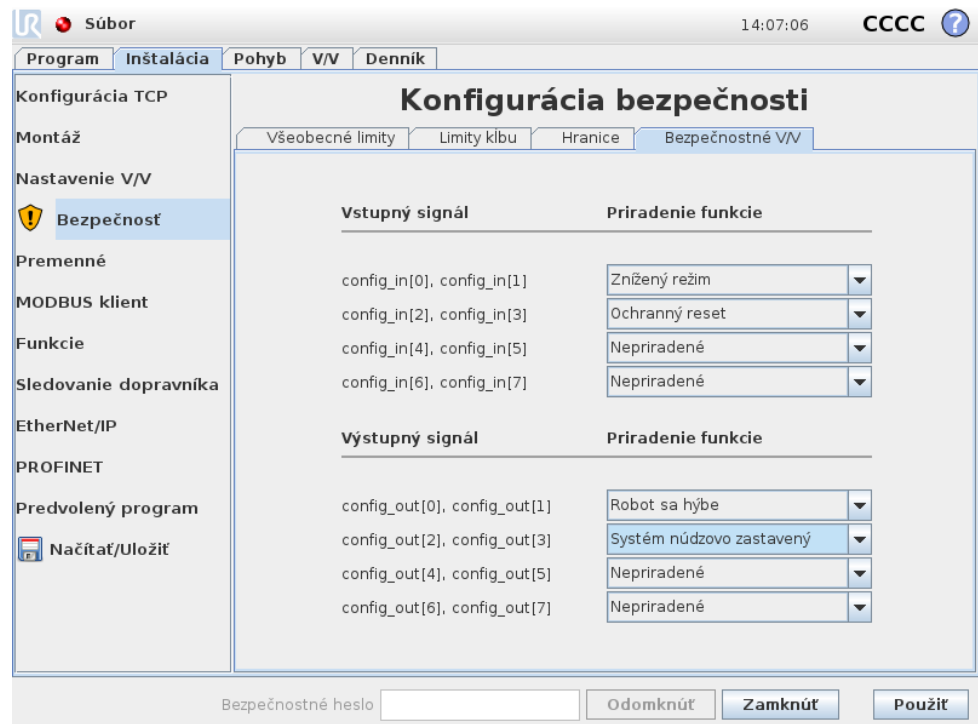 UR Súbor 14:07:06 CCCC ?
Program Inštalácia Pohyb V/V Denník
Konfigurácia TCP
Montáž
Nastavenie V/V
Bezpečnosť
Premenné
MODBUS klient
Funkcie
Sledovanie dopravníka
EtherNet/IP
PROFINET
Predvolený program
Načítať/Uložiť
Konfigurácia bezpečnosti
Všeobecné limity Limity kĺbu Hranice Bezpečnostné V/V
Vstupný signál Priradenie funkcie
config_in[0], config_in[1] Znížený režim
config_in[2], config_in[3] Ochranný reset
config_in[4], config_in[5] Nepriradené
config_in[6], config_in[7] Nepriradené
Výstupný signál Priradenie funkcie
config_out[0], config_out[1] Robot sa hýbe
config_out[2], config_out[3] Systém núdzovo zastavený
config_out[4], config_out[5] Nepriradené
config_out[6], config_out[7] Nepriradené
Bezpečnostné heslo Odomknúť Zamknúť Použiť